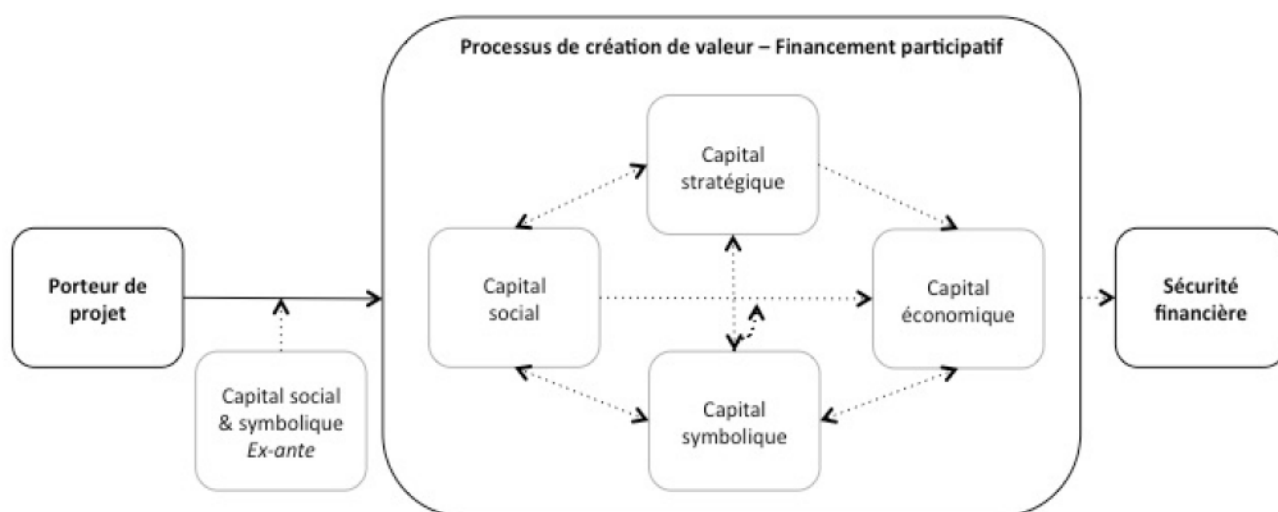 Processus de création de valeur – Financement participatif
Capital
stratégique
Porteur de
projet
Capital
social
Capital
économique
Sécurité
financière
Capital social
& symbolique
Ex-ante
Capital
symbolique